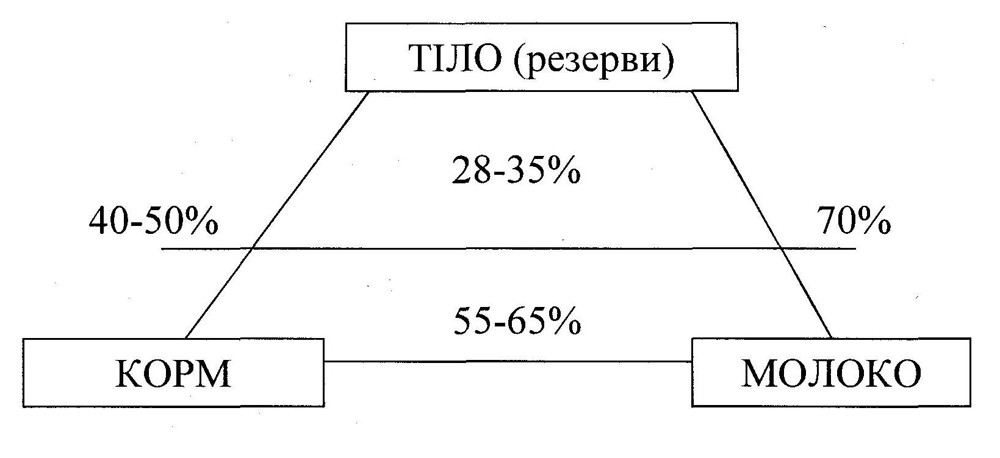 ТІЛО (резерви)
28-35%
40-50%
70%
55-65%
КОРМ
МОЛОКО